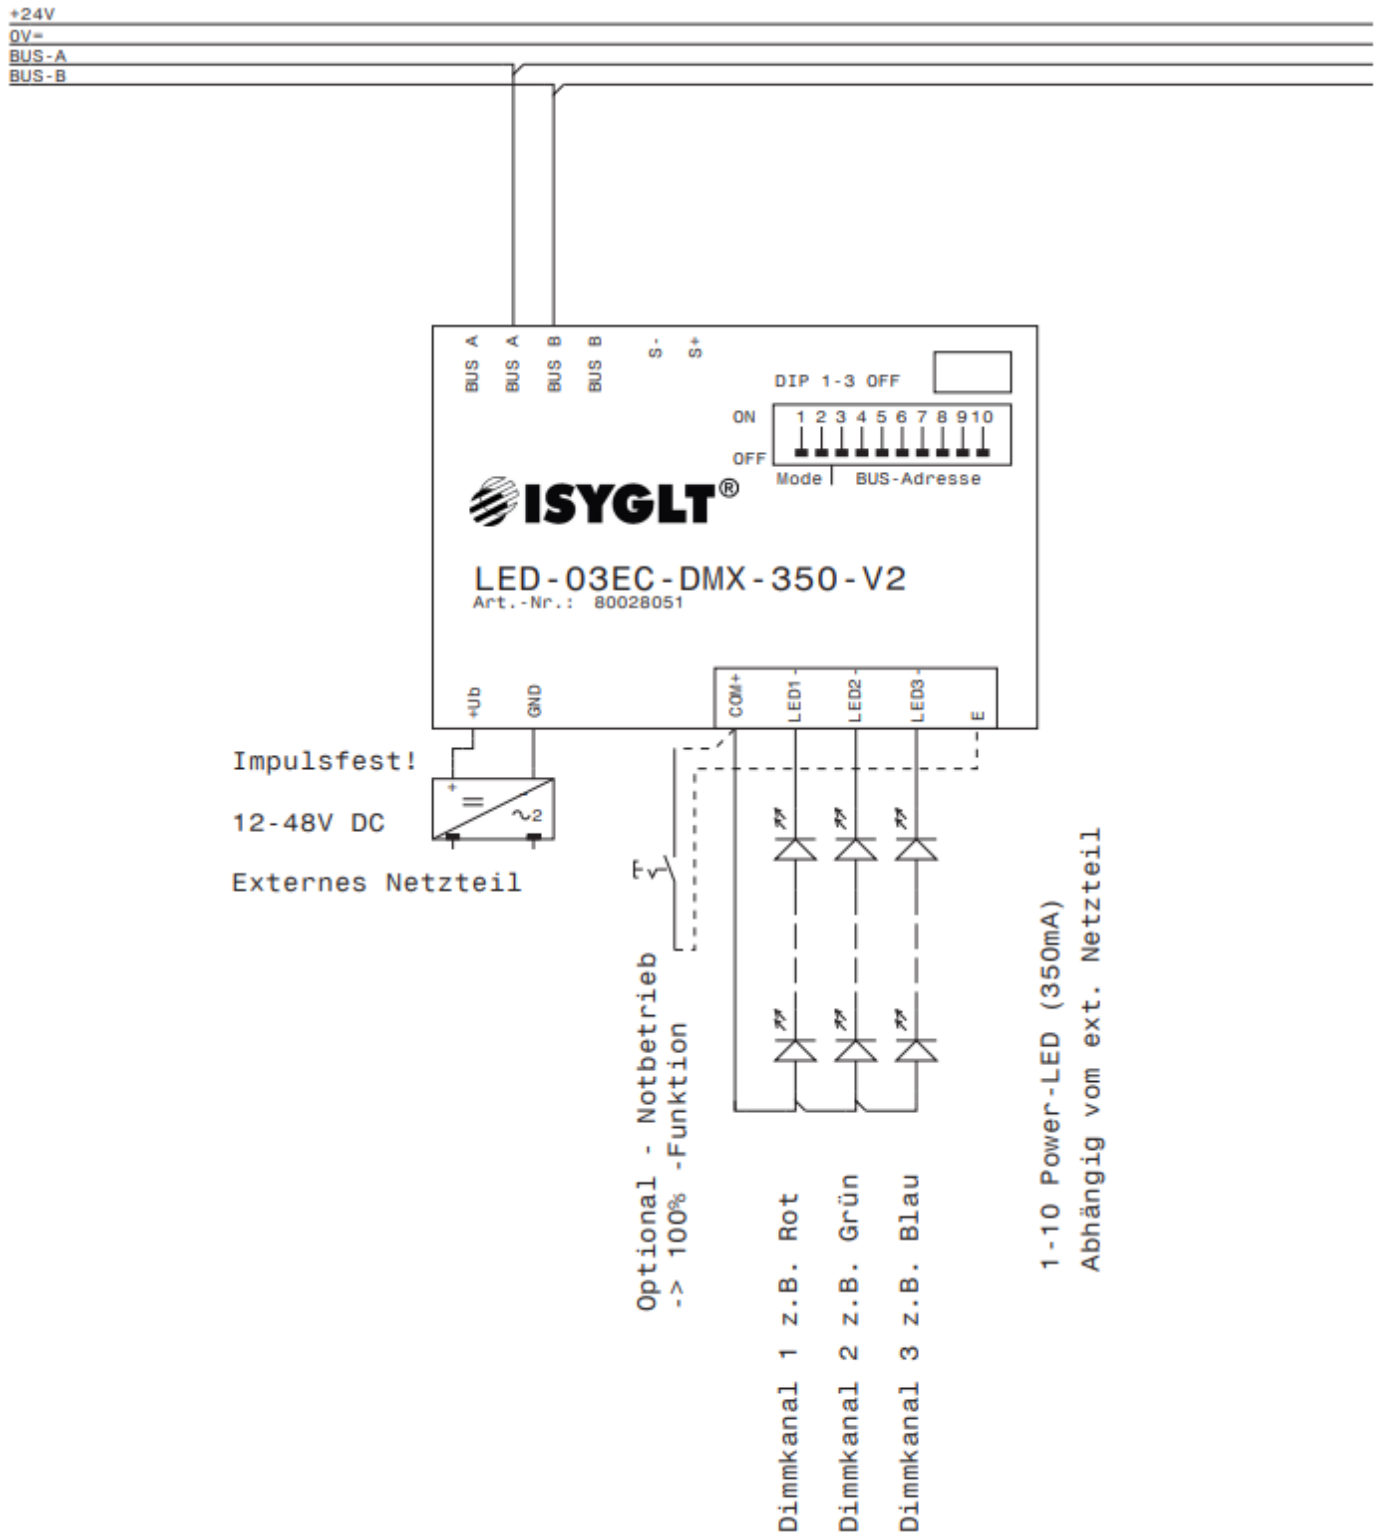 +24V
0V=
BUS-A
BUS-B
BUS A
BUS A
BUS B
BUS B
S-
S+
DIP 1-3 OFF
ON
1 2 3 4 5 6 7 8 9 10
OFF
Mode
BUS-Adresse
ISYGLT®
LED-03EC-DMX-350-V2
Art.-Nr.: 80028051
+Ub
GND
COM+
LED1-
LED2-
LED3-
E
Impulsfest!
12-48V DC
Externes Netzteil
+
-
=
~2
Optional - Notbetrieb
-> 100% -Funktion
Dimmkanal 1 z.B. Rot
Dimmkanal 2 z.B. Grün
Dimmkanal 3 z.B. Blau
1-10 Power-LED (350mA)
Abhängig vom ext. Netzteil